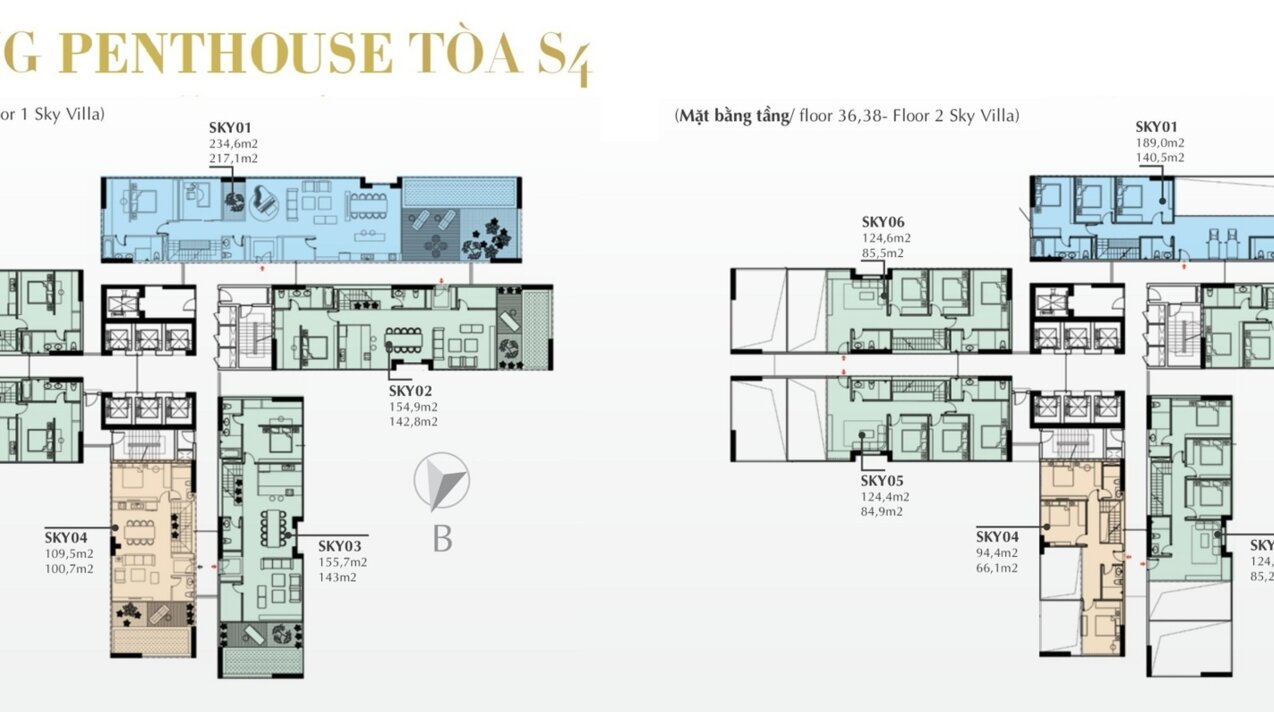 NG PENTHOUSE TÒA S4
or 1 Sky Villa)
SKY01
234,6m2
217,1m2
SKY02
154,9m2
142,8m2
SKY04
109,5m2
100,7m2
SKY03
155,7m2
143m2
B
(Mặt bằng tầng/ floor 36,38- Floor 2 Sky Villa)
SKY01
189,0m2
140,5m2
SKY06
124,6m2
85,5m2
SKY05
124,4m2
84,9m2
SKY04
94,4m2
66,1m2
SKY
124,
85,2